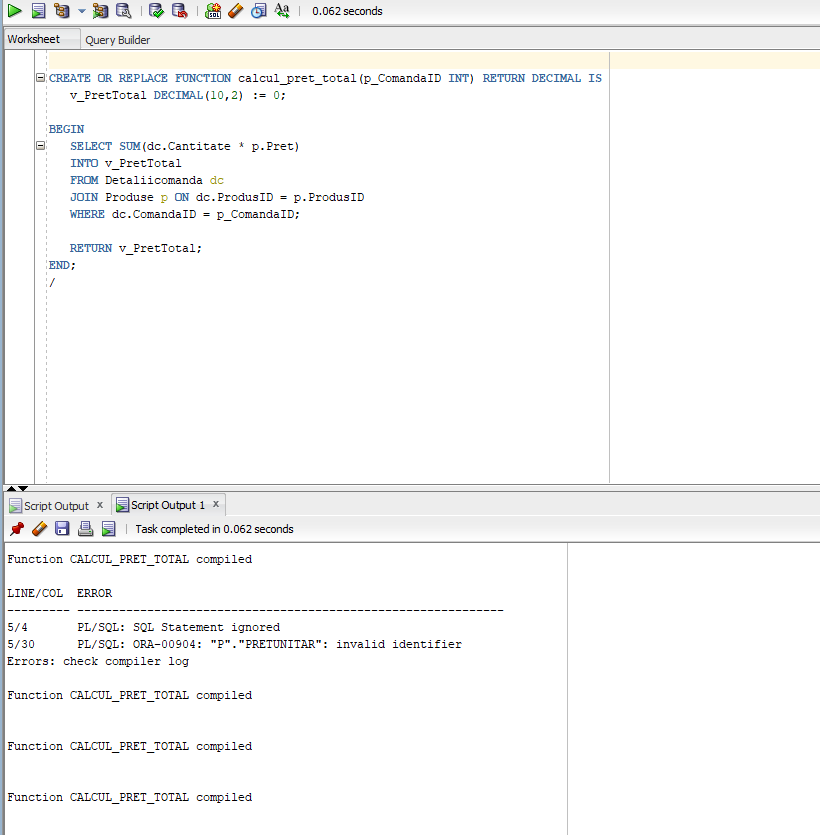 SQL
Aa
0.062 seconds
Worksheet
Query Builder
CREATE OR REPLACE FUNCTION calcul_pret_total(p_ComandaID INT) RETURN DECIMAL IS
v_PretTotal DECIMAL(10,2) := 0;
BEGIN
SELECT SUM(dc.Cantitate * p.Pret)
INTO v_PretTotal
FROM Detaliicomanda dc
JOIN Produse p ON dc.ProdusID = p.ProdusID
WHERE dc.ComandaID = p_ComandaID;
RETURN v_PretTotal;
END;
/
Script Output x
Script Output 1 x
Task completed in 0.062 seconds
Function CALCUL_PRET_TOTAL compiled
LINE/COL ERROR
--------- -------------------------------------------------------------
5/4 PL/SQL: SQL Statement ignored
5/30 PL/SQL: ORA-00904: "P"."PRETUNITAR": invalid identifier
Errors: check compiler log
Function CALCUL_PRET_TOTAL compiled
Function CALCUL_PRET_TOTAL compiled
Function CALCUL_PRET_TOTAL compiled